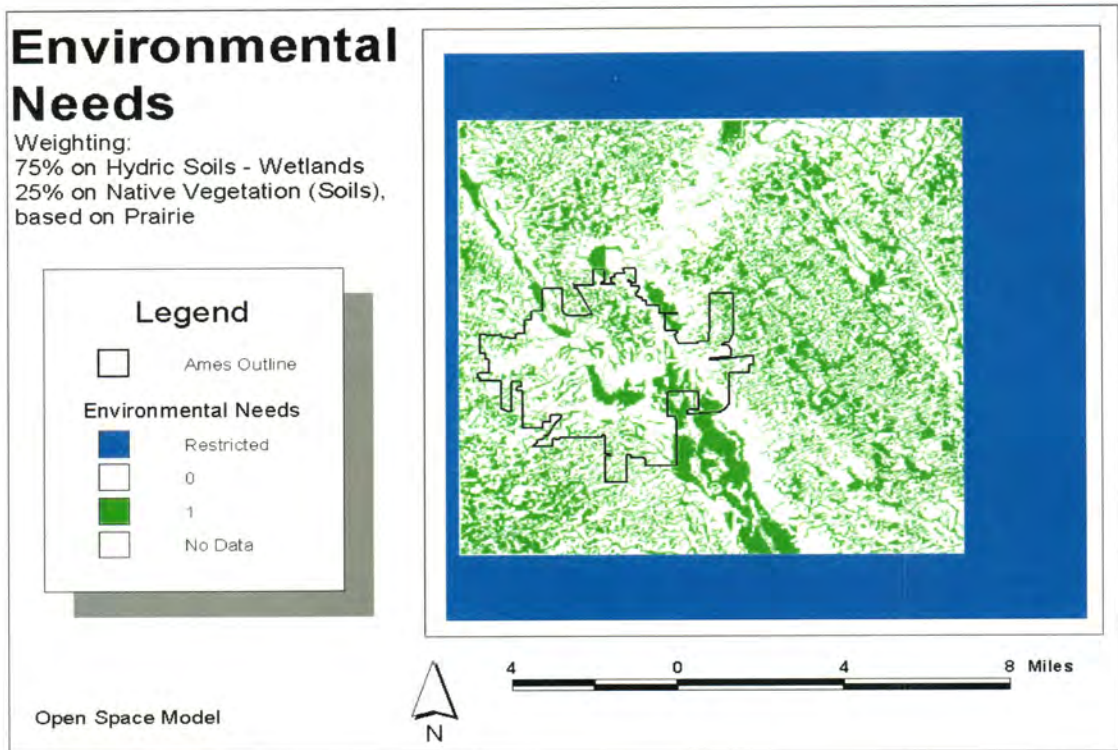 Environmental
Needs
Weighting:
75% on Hydric Soils - Wetlands
25% on Native Vegetation (Soils),
based on Prairie
Legend
Ames Outline
Environmental Needs
Restricted
0
1
No Data
4 0 4 8 Miles
N
Open Space Model